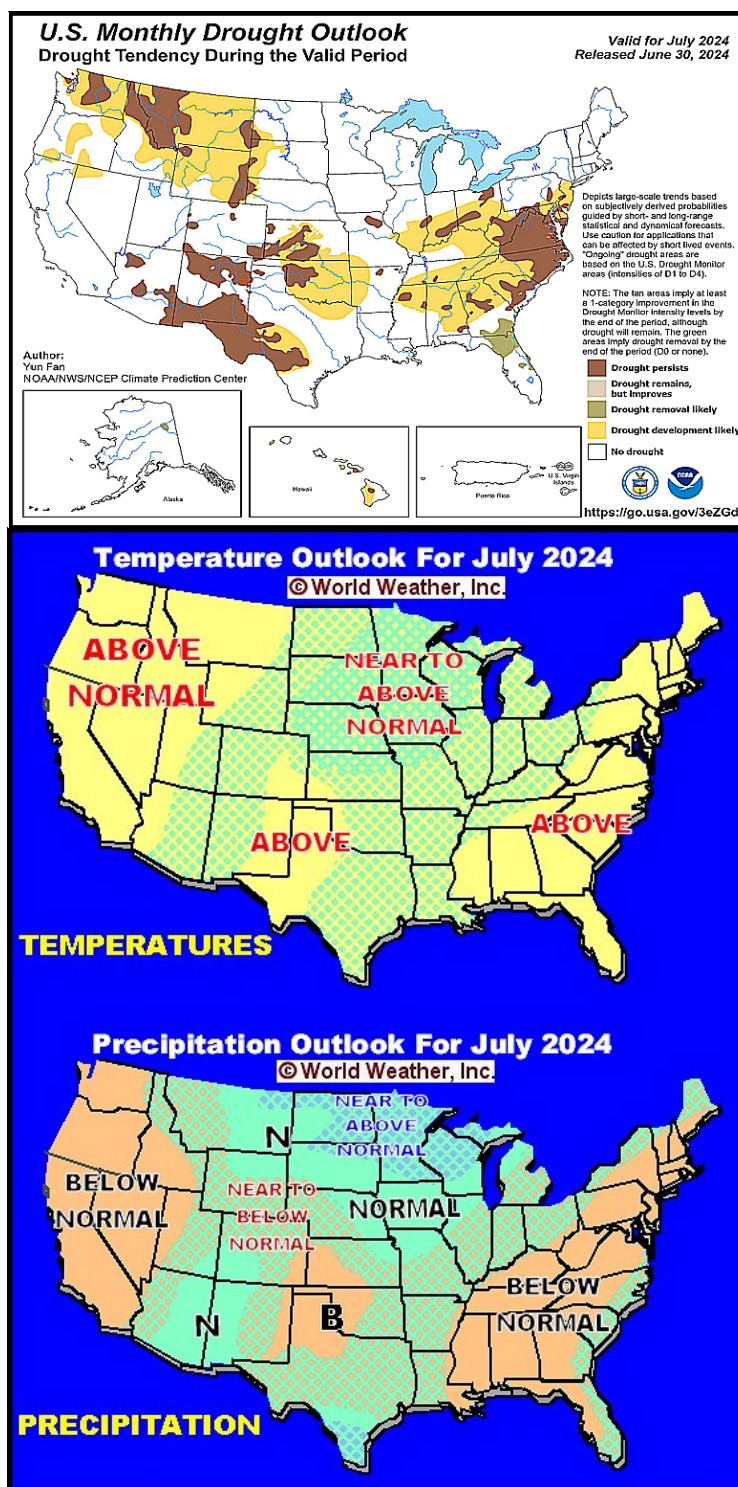 U.S. Monthly Drought Outlook
Drought Tendency During the Valid Period
Valid for July 2024
Released June 30, 2024
Depicts large-scale trends based
on subjectively derived probabilities
guided by short- and long-range
statistical and dynamical forecasts.
Use caution for applications that
can be affected by short lived events.
"Ongoing" drought areas are
based on the U.S. Drought Monitor
areas (intensities of D1 to D4).
NOTE: The tan areas imply at least
a 1-category improvement in the
Drought Monitor intensity levels by
the end of the period, although
drought will remain. The green
areas imply drought removal by the
end of the period (D0 or none).
Author:
Yun Fan
NOAA/NWS/NCEP Climate Prediction Center
Drought persists
Drought remains,
but improves
Drought removal likely
Drought development likely
No drought
Alaska
Hawaii
Puerto Rico
U.S. Virgin
Islands
NOAA
https://go.usa.gov/3eZGd
Temperature Outlook For July 2024
© World Weather, Inc.
ABOVE
NORMAL
NEAR TO
ABOVE
NORMAL
ABOVE
ABOVE
TEMPERATURES
Precipitation Outlook For July 2024
© World Weather, Inc.
NEAR TO
ABOVE
NORMAL
N
BELOW
NORMAL
NEAR TO
BELOW
NORMAL
NORMAL
N
B
BELOW
NORMAL
PRECIPITATION